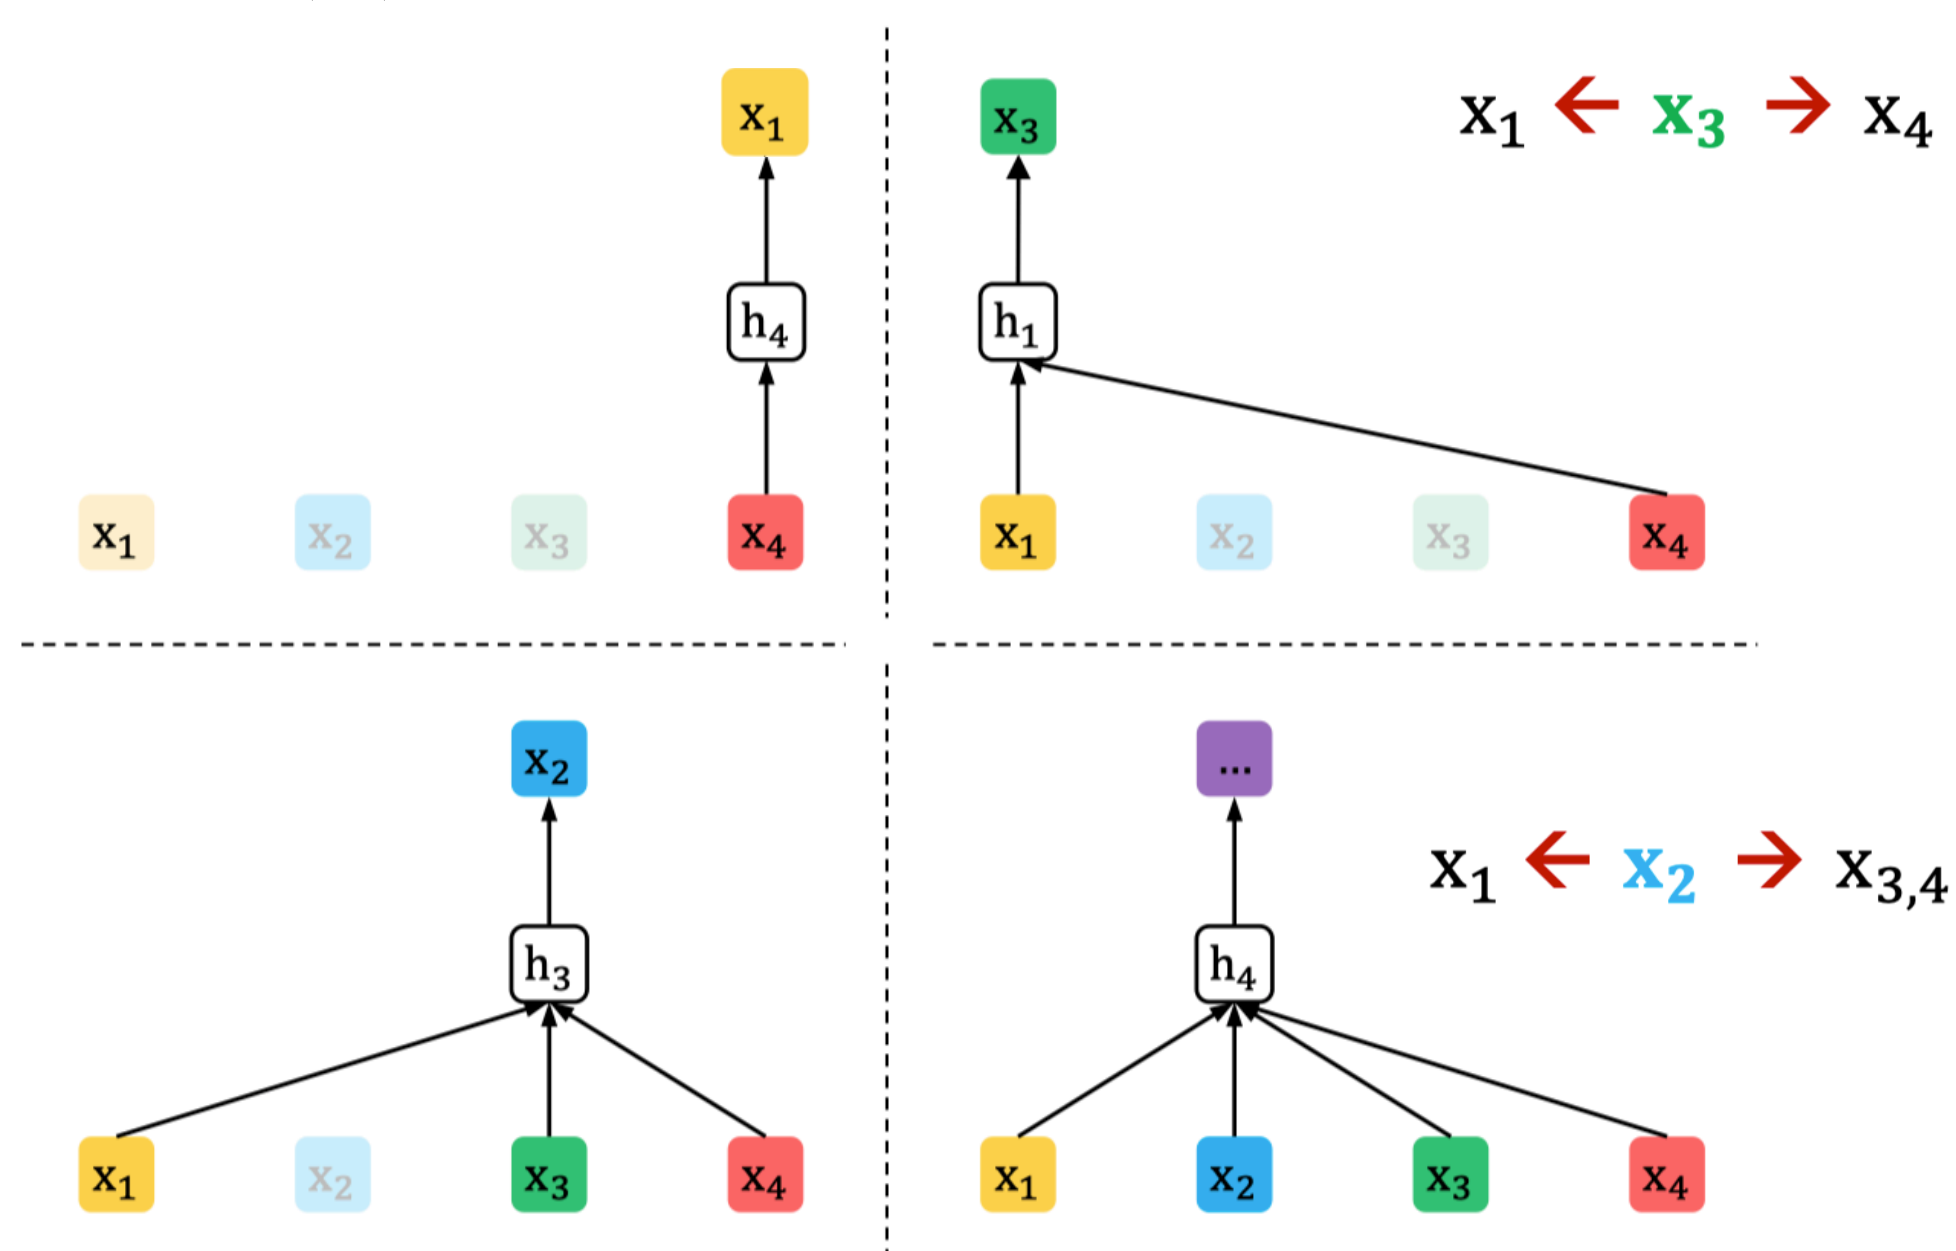 x₁
x₃
x₁ ← x₃ → x₄
h₄
h₁
x₁ x₂ x₃ x₄
x₁ x₂ x₃ x₄
x₂
...
h₃
h₄
x₁ ← x₂ → x₃,₄
x₁ x₂ x₃ x₄
x₁ x₂ x₃ x₄